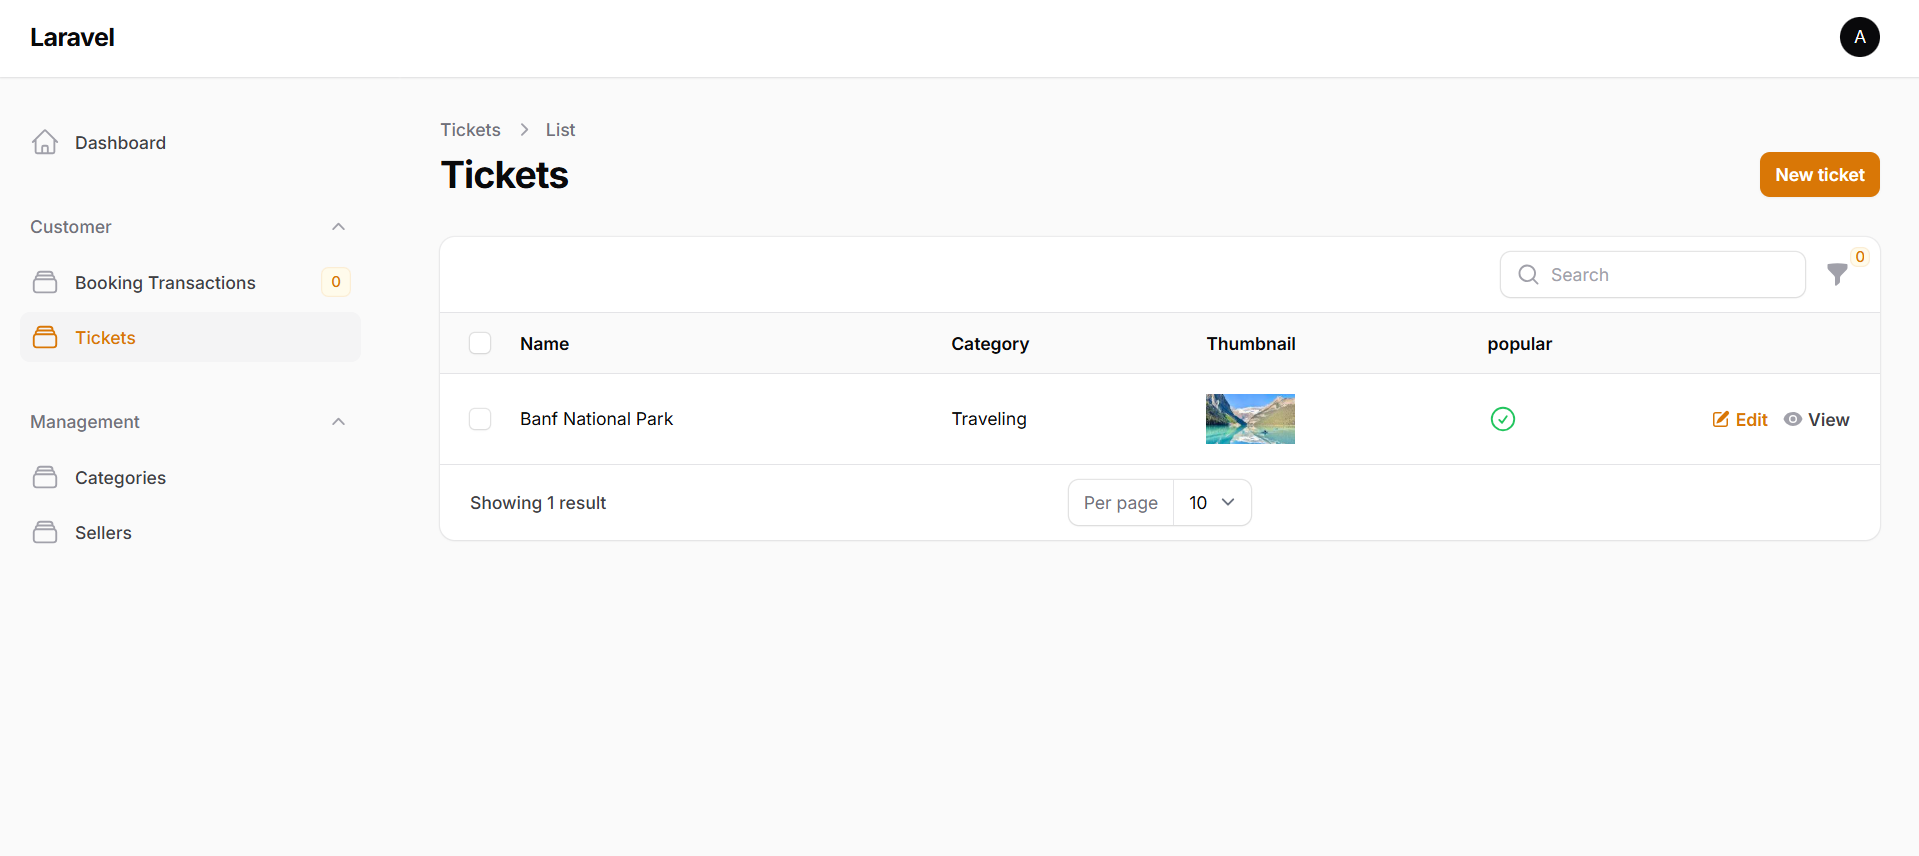 Laravel
A
Dashboard
Customer
Booking Transactions 0
Tickets
Management
Categories
Sellers
Tickets > List
Tickets
New ticket
Search
0
Name Category Thumbnail popular
Banf National Park Traveling Edit View
Showing 1 result Per page 10